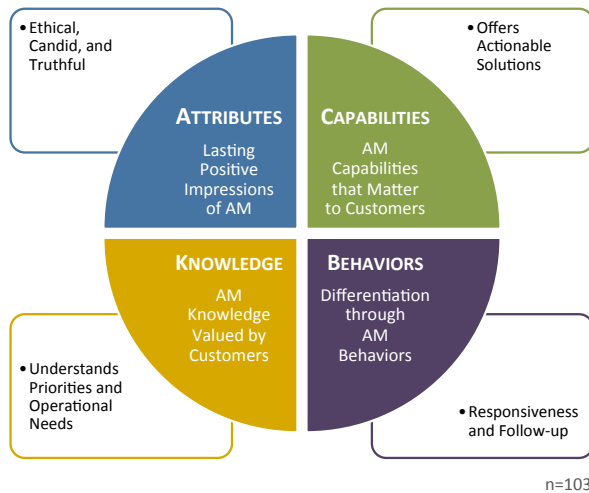 •Ethical,
Candid, and
Truthful
•Offers
Actionable
Solutions
ATTRIBUTES
Lasting
Positive
Impressions
of AM
CAPABILITIES
AM
Capabilities
that Matter
to Customers
KNOWLEDGE
AM
Knowledge
Valued by
Customers
BEHAVIORS
Differentiation
through
AM
Behaviors
•Understands
Priorities and
Operational
Needs
•Responsiveness
and Follow-up
n=103